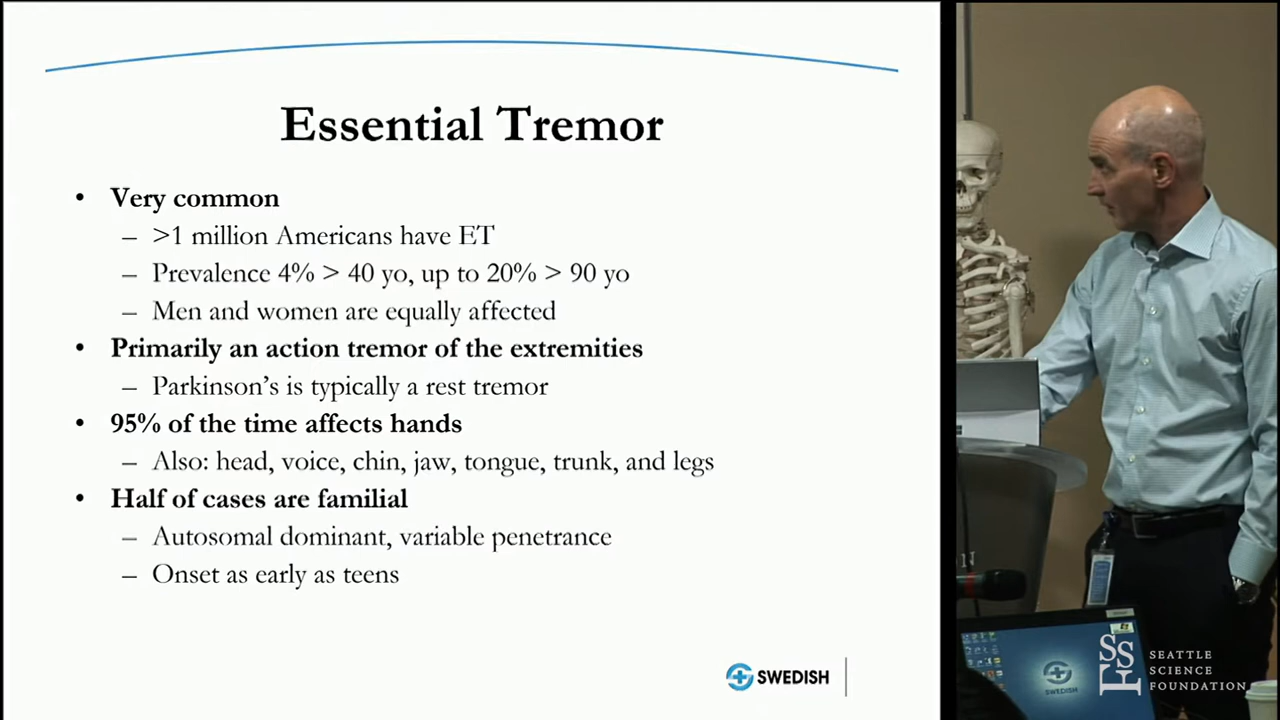 Essential Tremor
• Very common
– >1 million Americans have ET
– Prevalence 4% > 40 yo, up to 20% > 90 yo
– Men and women are equally affected
• Primarily an action tremor of the extremities
– Parkinson's is typically a rest tremor
• 95% of the time affects hands
– Also: head, voice, chin, jaw, tongue, trunk, and legs
• Half of cases are familial
– Autosomal dominant, variable penetrance
– Onset as early as teens
SWEDISH
SWEDISH
SSF
SEATTLE
SCIENCE
FOUNDATION